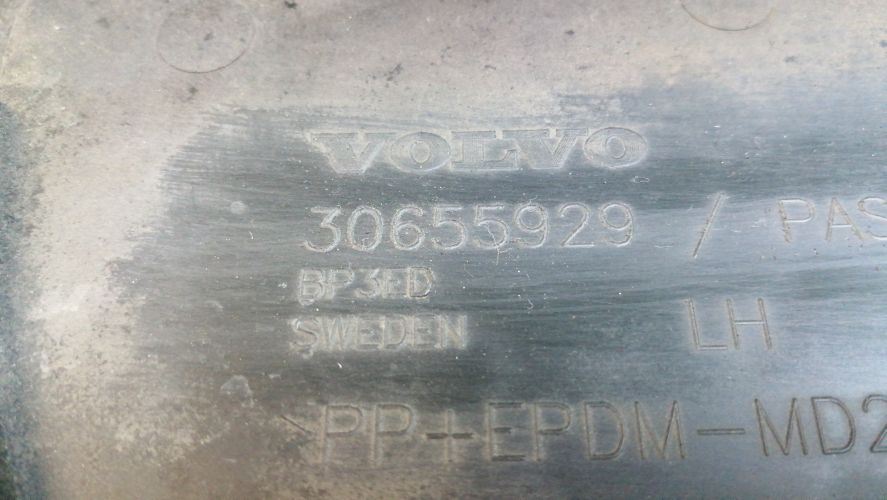 VOLVO
30655929 / PAS
BP3ED
SWEDEN LH
>PP+EPDM-MD2